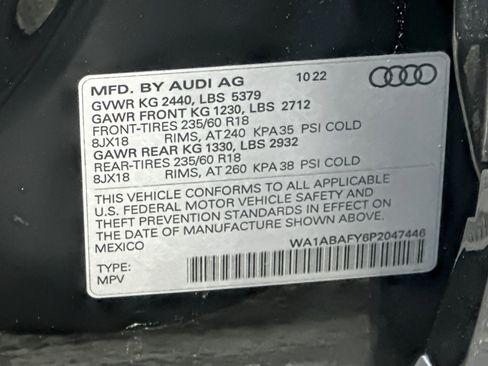 MFD. BY AUDI AG 10 22
GVWR KG 2440, LBS 5379
GAWR FRONT KG 1230, LBS 2712
FRONT-TIRES 235/60 R18
8JX18 RIMS, AT 240 KPA 35 PSI COLD
GAWR REAR KG 1330, LBS 2932
REAR-TIRES 235/60 R18
8JX18 RIMS, AT 260 KPA 38 PSI COLD
THIS VEHICLE CONFORMS TO ALL APPLICABLE
U.S. FEDERAL MOTOR VEHICLE SAFETY AND
THEFT PREVENTION STANDARDS IN EFFECT ON
THE DATE OF MANUFACTURE SHOWN ABOVE.
MEXICO WA1ABAFY6P2047446
TYPE:
MPV